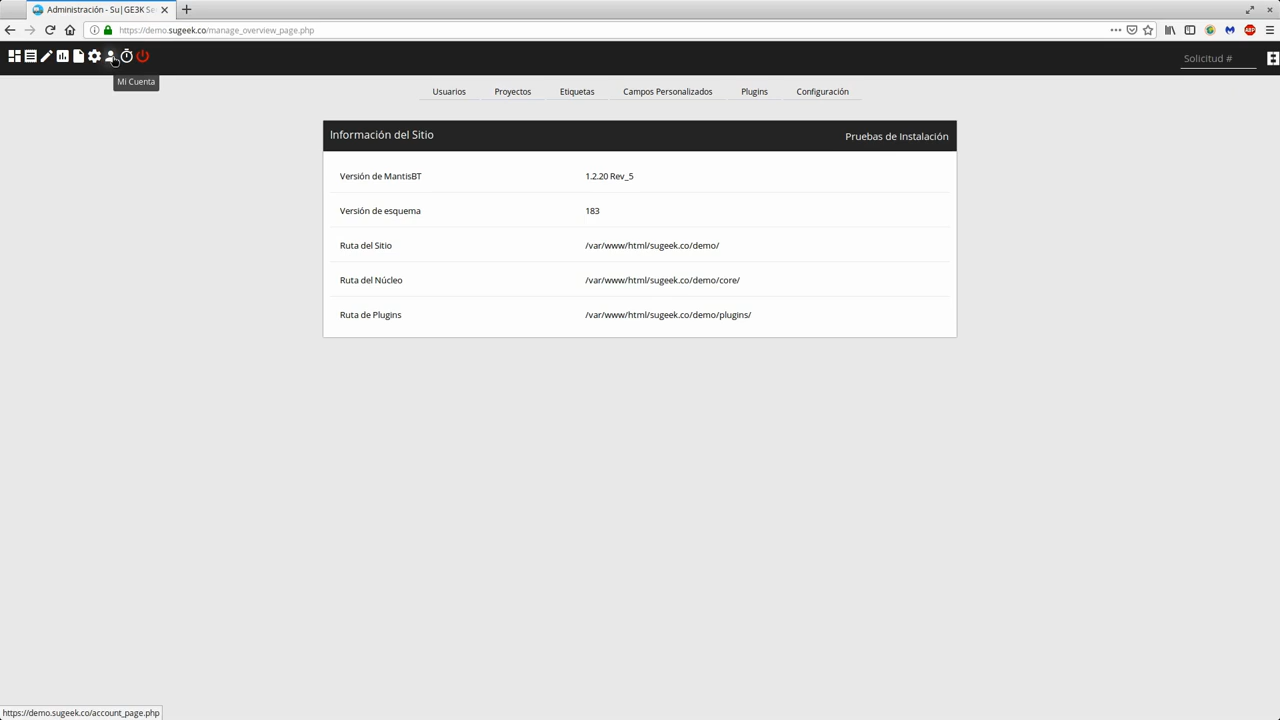 Administración - Su|GE3K Se
https://demo.sugeek.co/manage_overview_page.php
Solicitud #
Mi Cuenta
Usuarios Proyectos Etiquetas Campos Personalizados Plugins Configuración
Información del Sitio Pruebas de Instalación
Versión de MantisBT 1.2.20 Rev_5
Versión de esquema 183
Ruta del Sitio /var/www/html/sugeek.co/demo/
Ruta del Núcleo /var/www/html/sugeek.co/demo/core/
Ruta de Plugins /var/www/html/sugeek.co/demo/plugins/
https://demo.sugeek.co/account_page.php